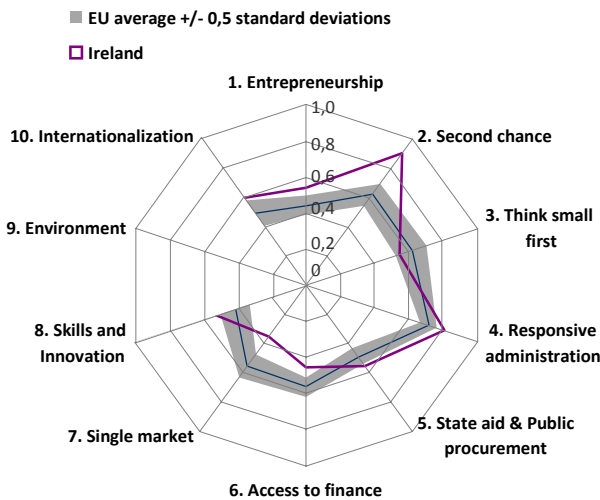 EU average +/- 0,5 standard deviations
Ireland
1. Entrepreneurship
1,0
10. Internationalization
2. Second chance
0,8
0,6
0,4
9. Environment
3. Think small
first
0,2
0
8. Skills and
Innovation
4. Responsive
administration
7. Single market
5. State aid & Public
procurement
6. Access to finance